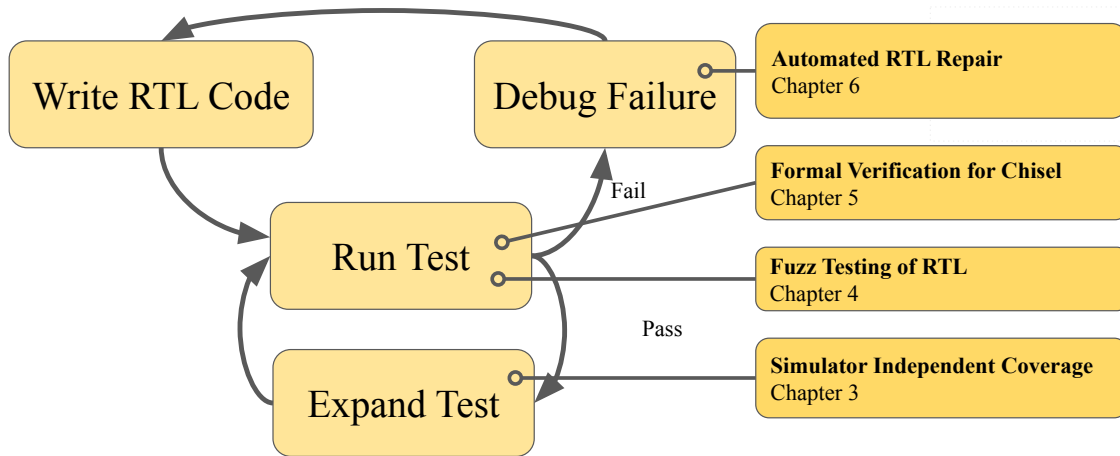 Write RTL Code
Debug Failure
Automated RTL Repair
Chapter 6
Formal Verification for Chisel
Chapter 5
Fail
Run Test
Fuzz Testing of RTL
Chapter 4
Pass
Simulator Independent Coverage
Chapter 3
Expand Test